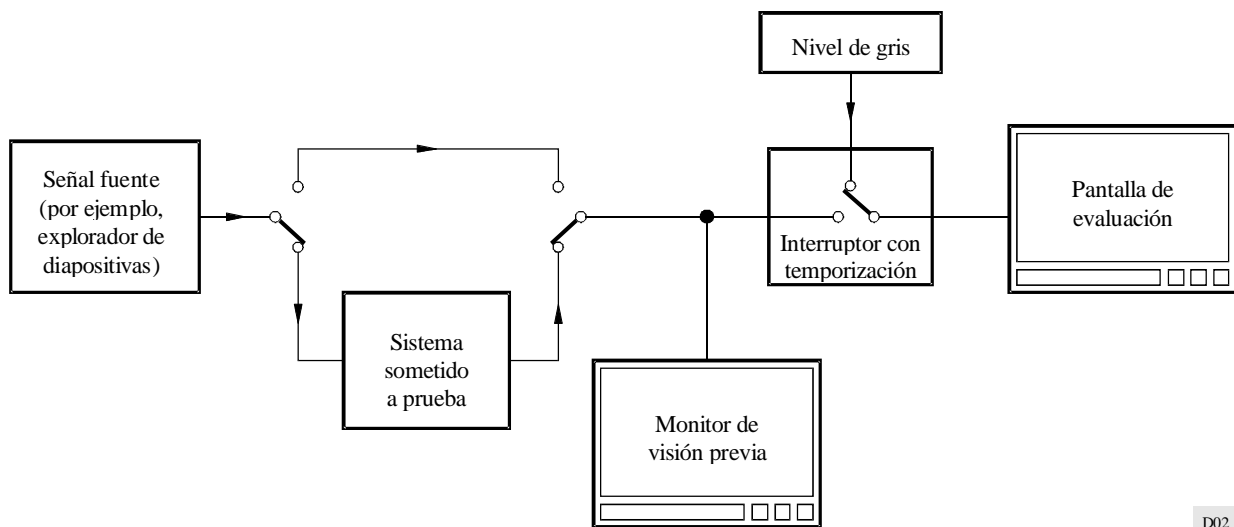 Nivel de gris
Señal fuente
(por ejemplo,
explorador de
diapositivas)
Pantalla de
evaluación
Interruptor con
temporización
Sistema
sometido
a prueba
Monitor de
visión previa
D02